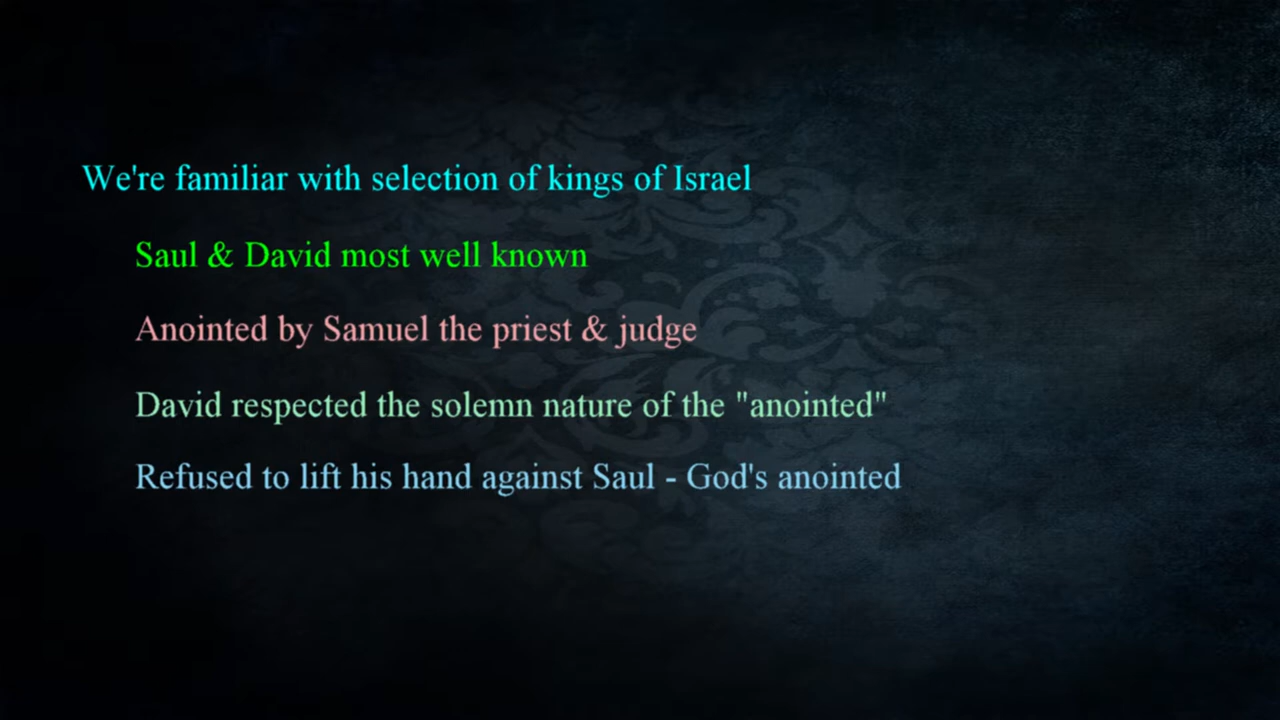 We're familiar with selection of kings of Israel
Saul & David most well known
Anointed by Samuel the priest & judge
David respected the solemn nature of the "anointed"
Refused to lift his hand against Saul - God's anointed